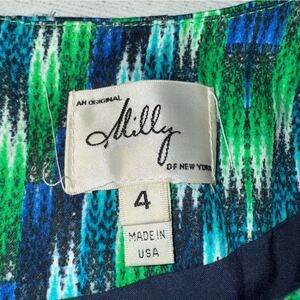 AN ORIGINAL
Milly
OF NEW YORK
4
MADE IN
USA